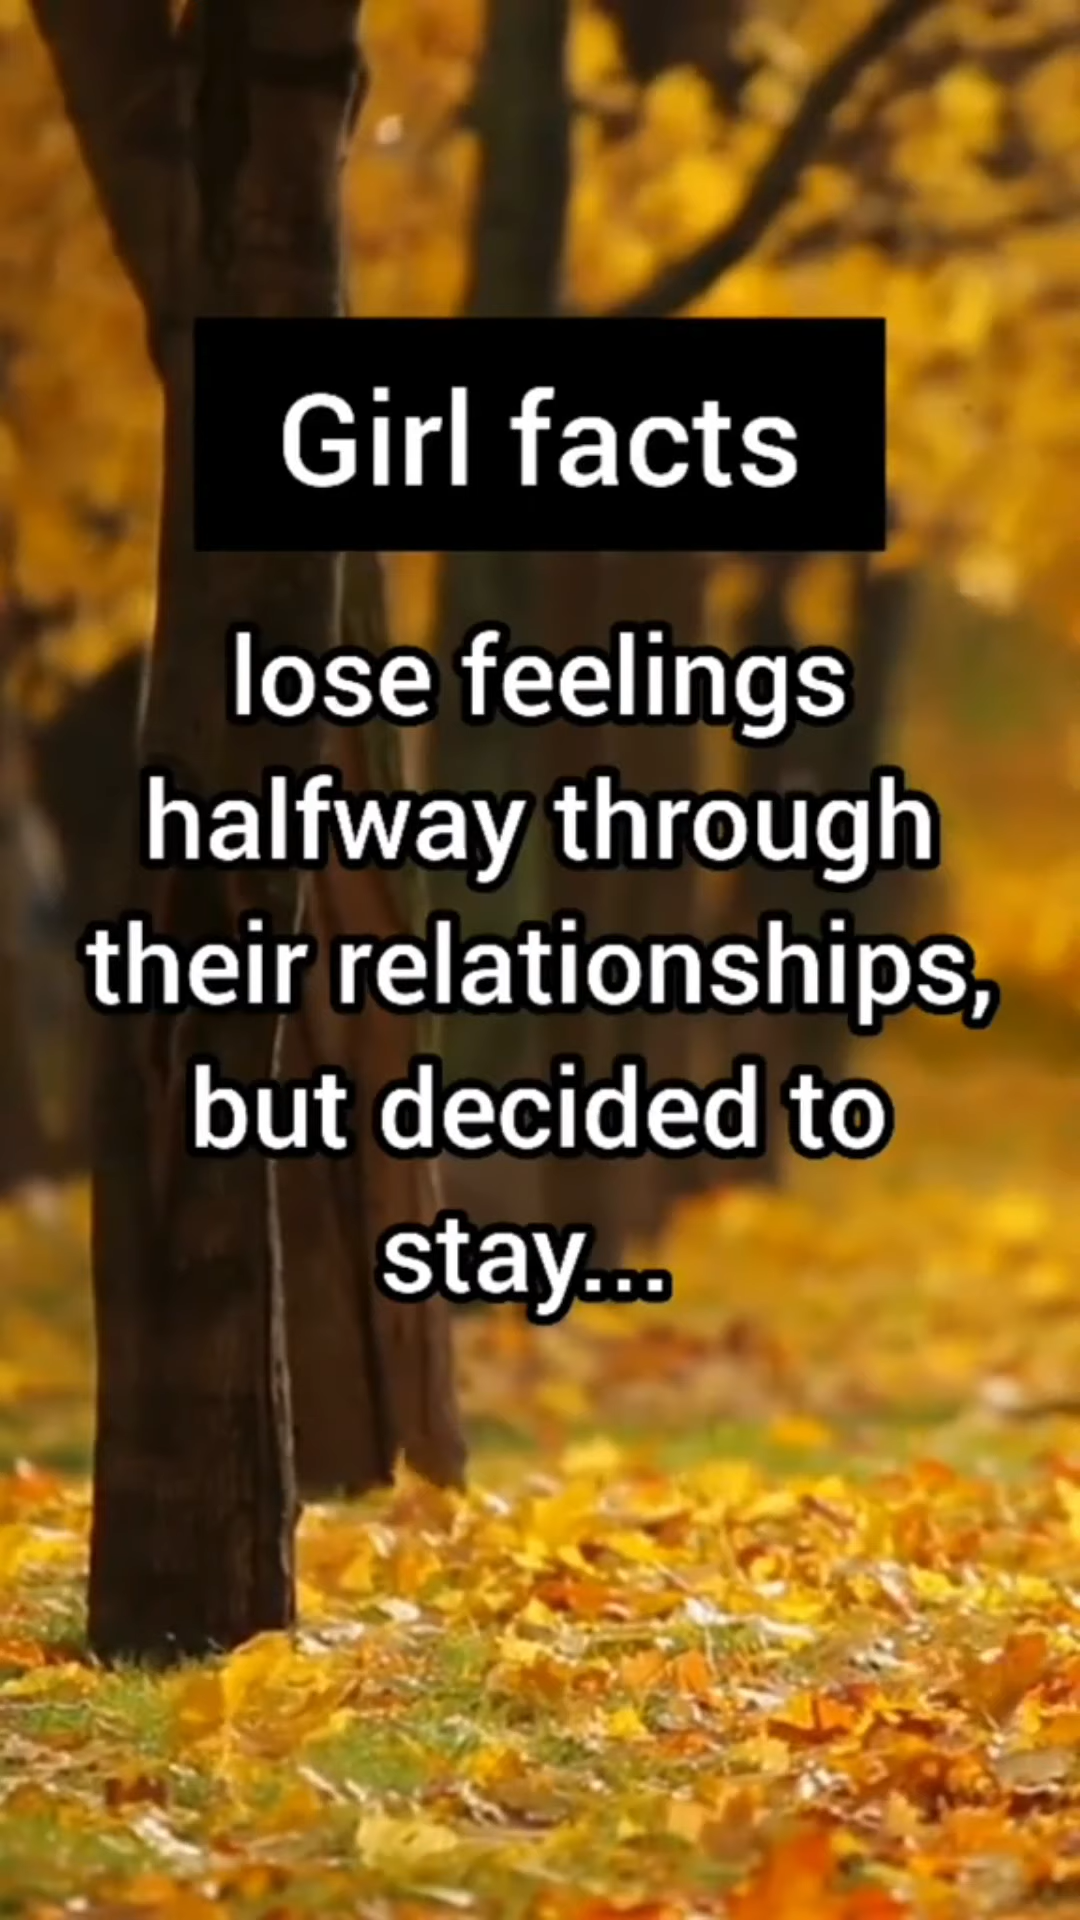 Girl facts
lose feelings
halfway through
their relationships,
but decided to
stay...